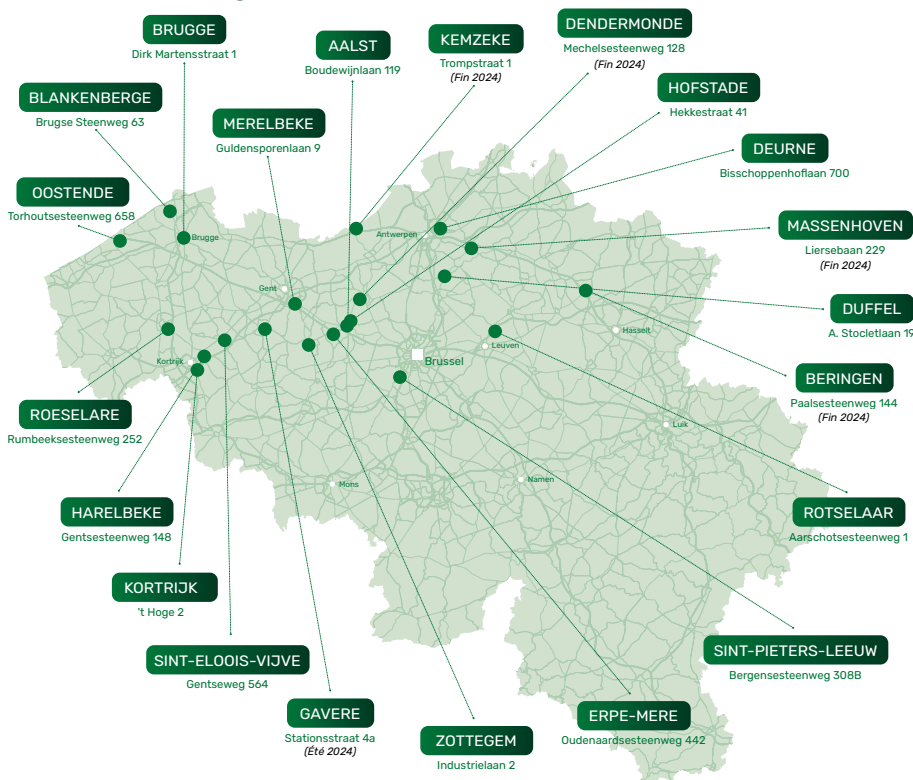 BRUGGE
Dirk Martensstraat 1
AALST
Boudewijnlaan 119
KEMZEKE
Trompstraat 1
(Fin 2024)
DENDERMONDE
Mechelsesteenweg 128
(Fin 2024)
BLANKENBERGE
Brugse Steenweg 63
MERELBEKE
Guldensporenlaan 9
HOFSTADE
Hekkestraat 41
DEURNE
Bisschoppenhoflaan 700
OOSTENDE
Torhoutsesteenweg 658
MASSENHOVEN
Liersebaan 229
(Fin 2024)
DUFFEL
A. Stocletlaan 19
BERINGEN
Paalsesteenweg 144
(Fin 2024)
Brugge
Antwerpen
Gent
Hasselt
Leuven
Brussel
Kortrijk
Luik
Mons
Namen
ROESELARE
Rumbeeksesteenweg 252
HARELBEKE
Gentsesteenweg 148
ROTSELAAR
Aarschotsesteenweg 1
KORTRIJK
't Hoge 2
SINT-ELOOIS-VIJVE
Gentseweg 564
SINT-PIETERS-LEEUW
Bergensesteenweg 308B
GAVERE
Stationsstraat 4a
(Été 2024)
ZOTTEGEM
Industrielaan 2
ERPE-MERE
Oudenaardsesteenweg 442